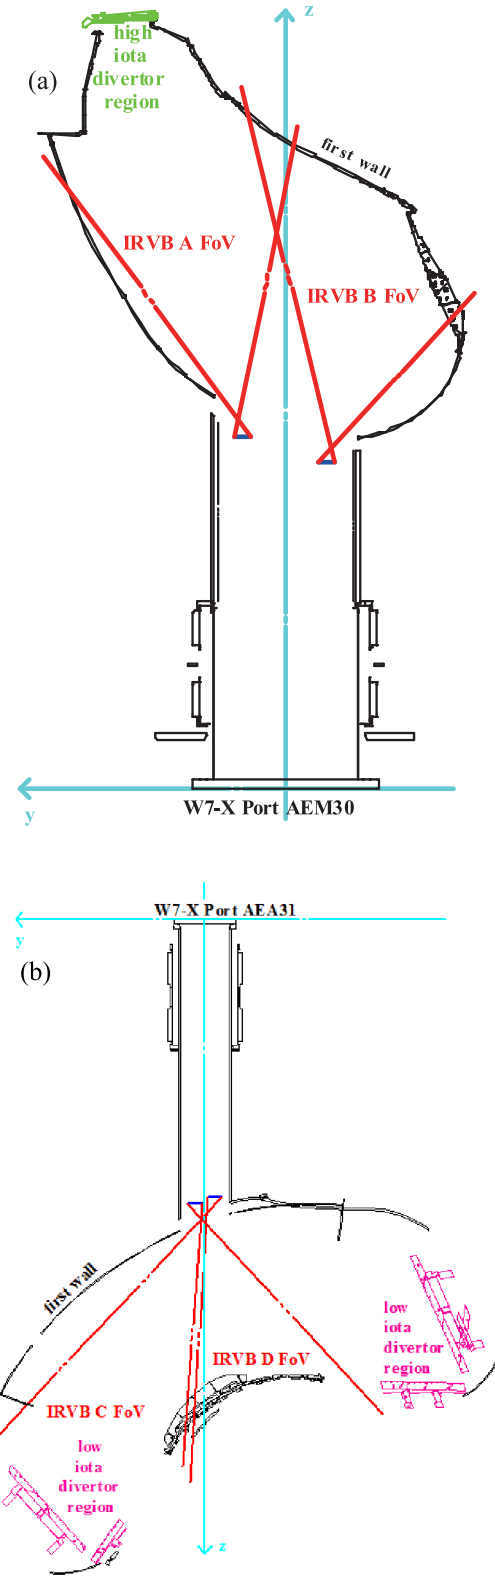 z
high
iota
divertor
region
(a)
first wall
IRVB A FoV
IRVB B FoV
W7-X Port AEM30
y
W7-X Port AEA31
y
(b)
first wall
low
iota
divertor
region
IRVB D FoV
IRVB C FoV
low
iota
divertor
region
z